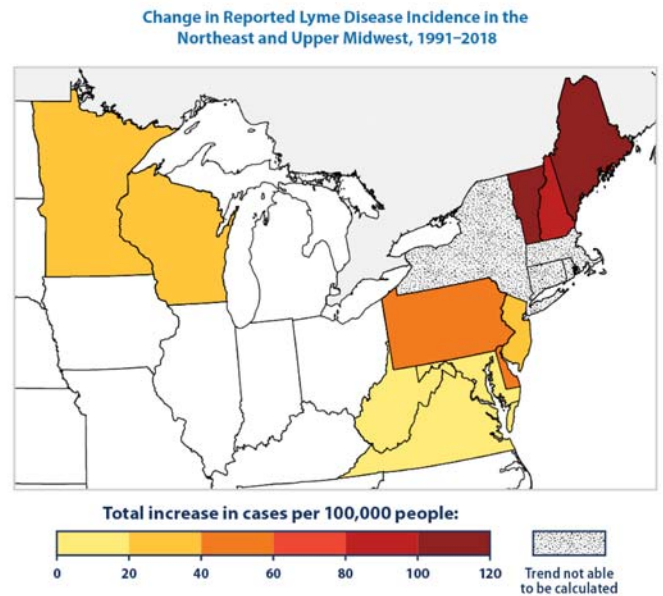 Change in Reported Lyme Disease Incidence in the
Northeast and Upper Midwest, 1991–2018
Total increase in cases per 100,000 people:
0 20 40 60 80 100 120
Trend not able
to be calculated